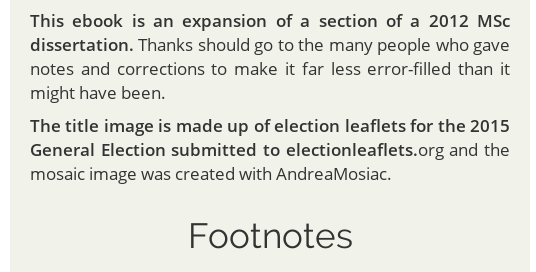 This ebook is an expansion of a section of a 2012 MSc
dissertation. Thanks should go to the many people who gave
notes and corrections to make it far less error-filled than it
might have been.
The title image is made up of election leaflets for the 2015
General Election submitted to electionleaflets.org and the
mosaic image was created with AndreaMosiac.
Footnotes